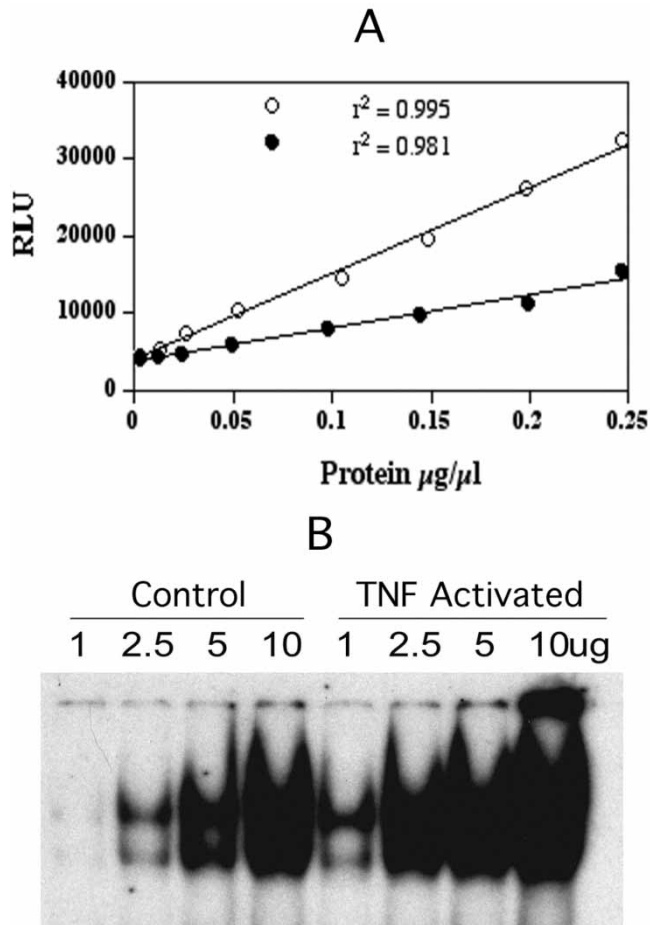 A
40000
30000
20000
10000
0
RLU
r² = 0.995
r² = 0.981
0 0.05 0.1 0.15 0.2 0.25
Protein µg/µl
B
Control TNF Activated
1 2.5 5 10 1 2.5 5 10ug